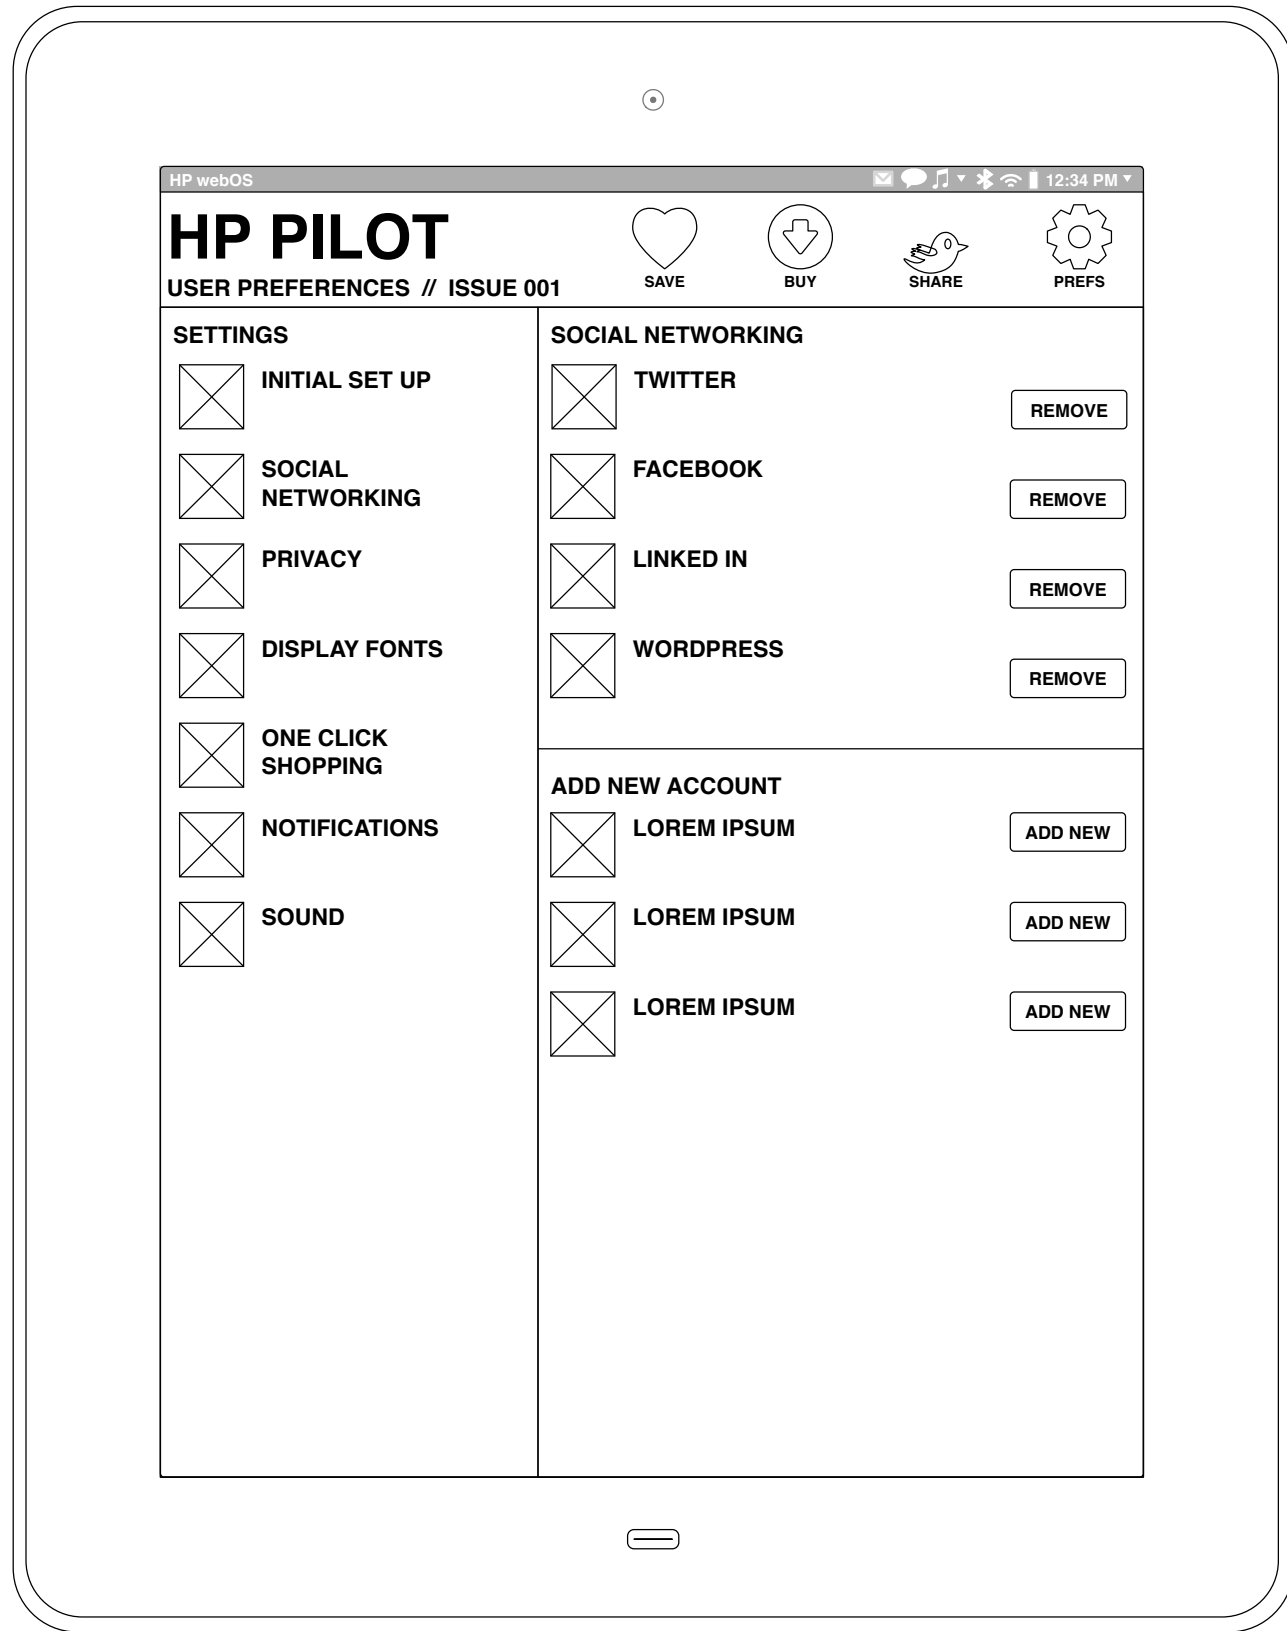 HP webOS
12:34 PM
HP PILOT
USER PREFERENCES // ISSUE 001
SAVE
BUY
SHARE
PREFS
SETTINGS
INITIAL SET UP
SOCIAL
NETWORKING
PRIVACY
DISPLAY FONTS
ONE CLICK
SHOPPING
NOTIFICATIONS
SOUND
SOCIAL NETWORKING
TWITTER
REMOVE
FACEBOOK
REMOVE
LINKED IN
REMOVE
WORDPRESS
REMOVE
ADD NEW ACCOUNT
LOREM IPSUM
ADD NEW
LOREM IPSUM
ADD NEW
LOREM IPSUM
ADD NEW